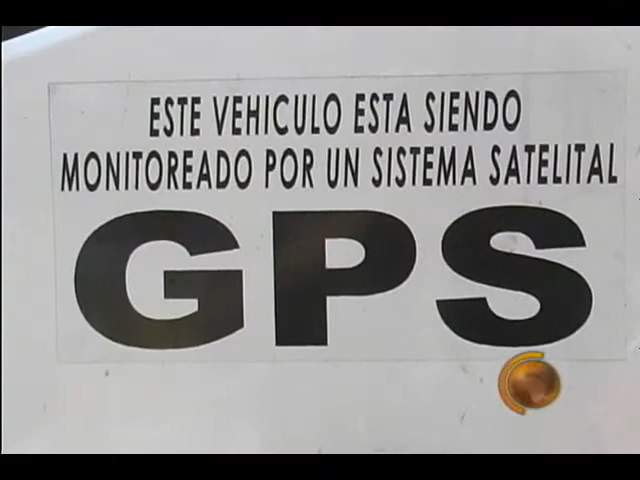 ESTE VEHICULO ESTA SIENDO
MONITOREADO POR UN SISTEMA SATELITAL
GPS